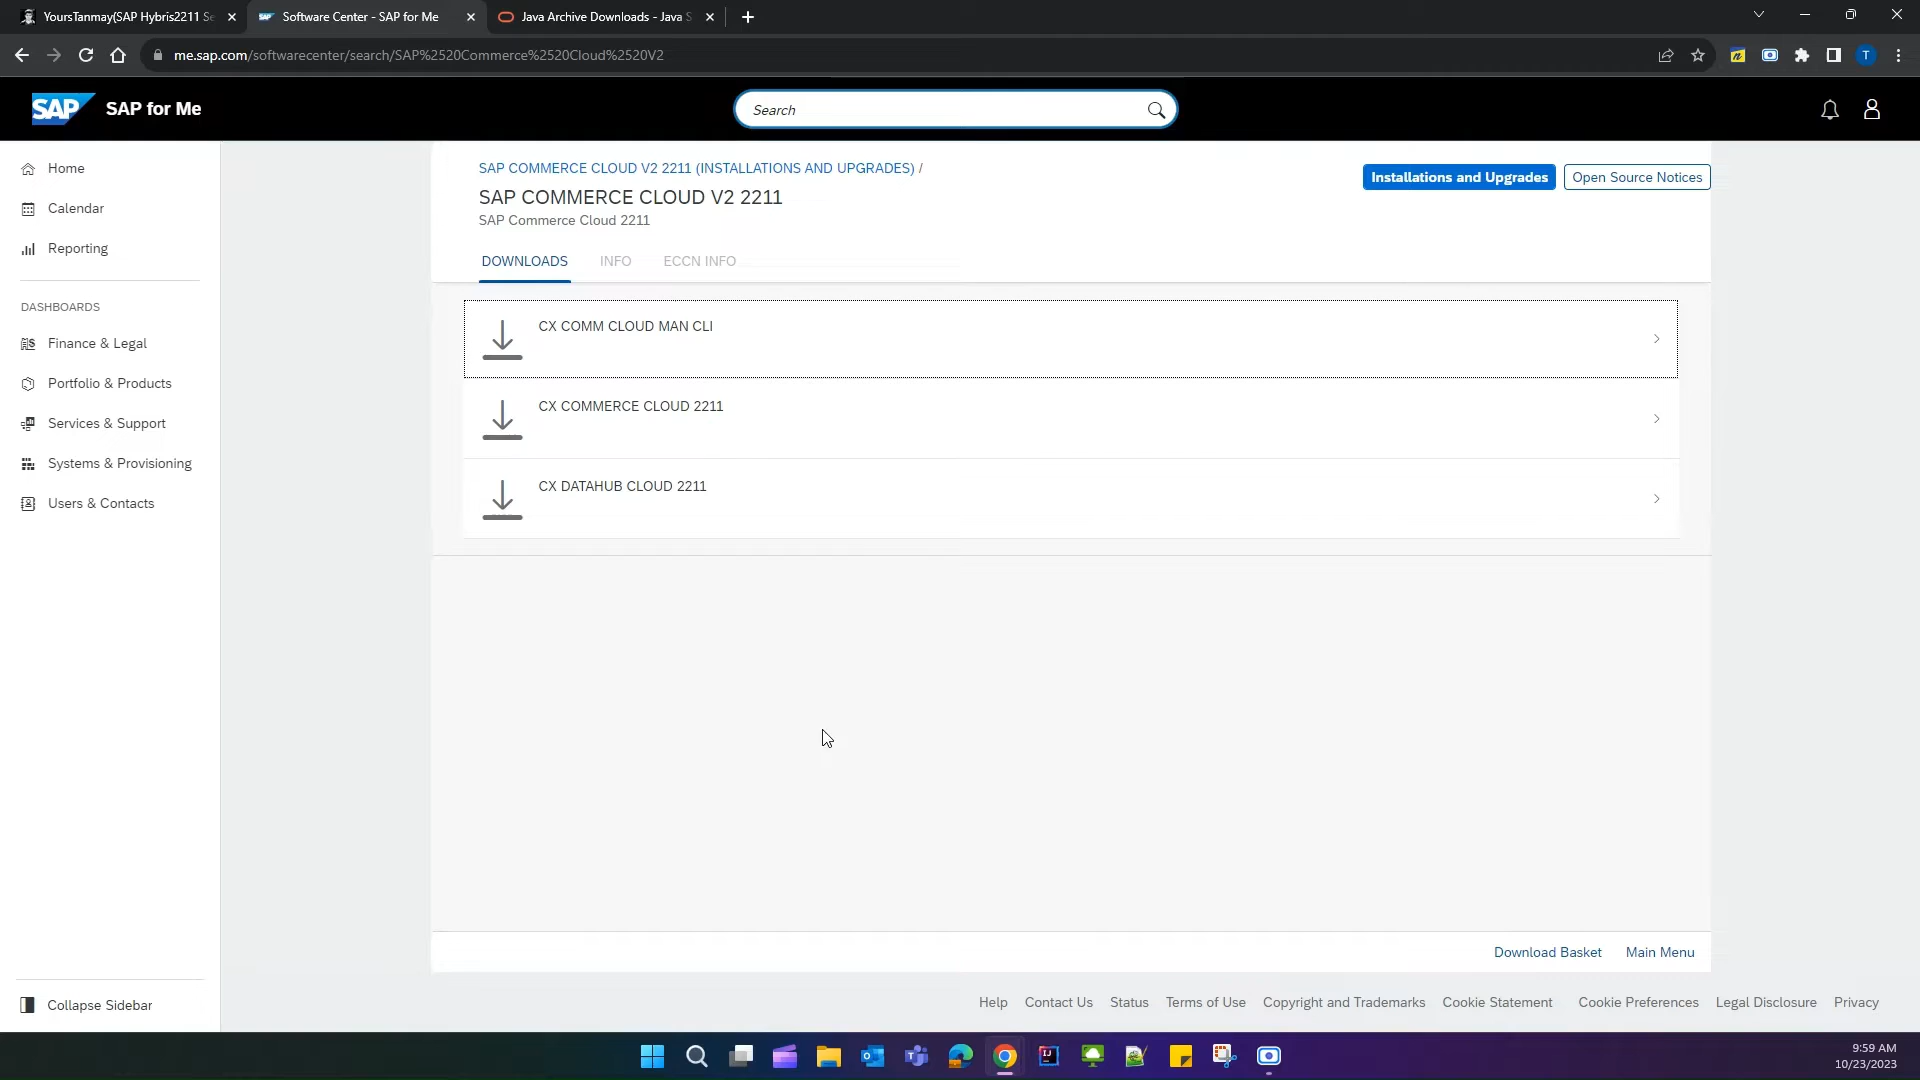 YoursTanmay(SAP Hybris2211 Se
Software Center - SAP for Me
Java Archive Downloads - Java S
me.sap.com/softwarecenter/search/SAP%2520Commerce%2520Cloud%2520V2
T
SAP
SAP for Me
Search
Home
Calendar
Reporting
DASHBOARDS
Finance & Legal
Portfolio & Products
Services & Support
Systems & Provisioning
Users & Contacts
Collapse Sidebar
SAP COMMERCE CLOUD V2 2211 (INSTALLATIONS AND UPGRADES) /
SAP COMMERCE CLOUD V2 2211
SAP Commerce Cloud 2211
Installations and Upgrades
Open Source Notices
DOWNLOADS INFO ECCN INFO
CX COMM CLOUD MAN CLI
CX COMMERCE CLOUD 2211
CX DATAHUB CLOUD 2211
Download Basket Main Menu
Help Contact Us Status Terms of Use Copyright and Trademarks Cookie Statement Cookie Preferences Legal Disclosure Privacy
9:59 AM
10/23/2023